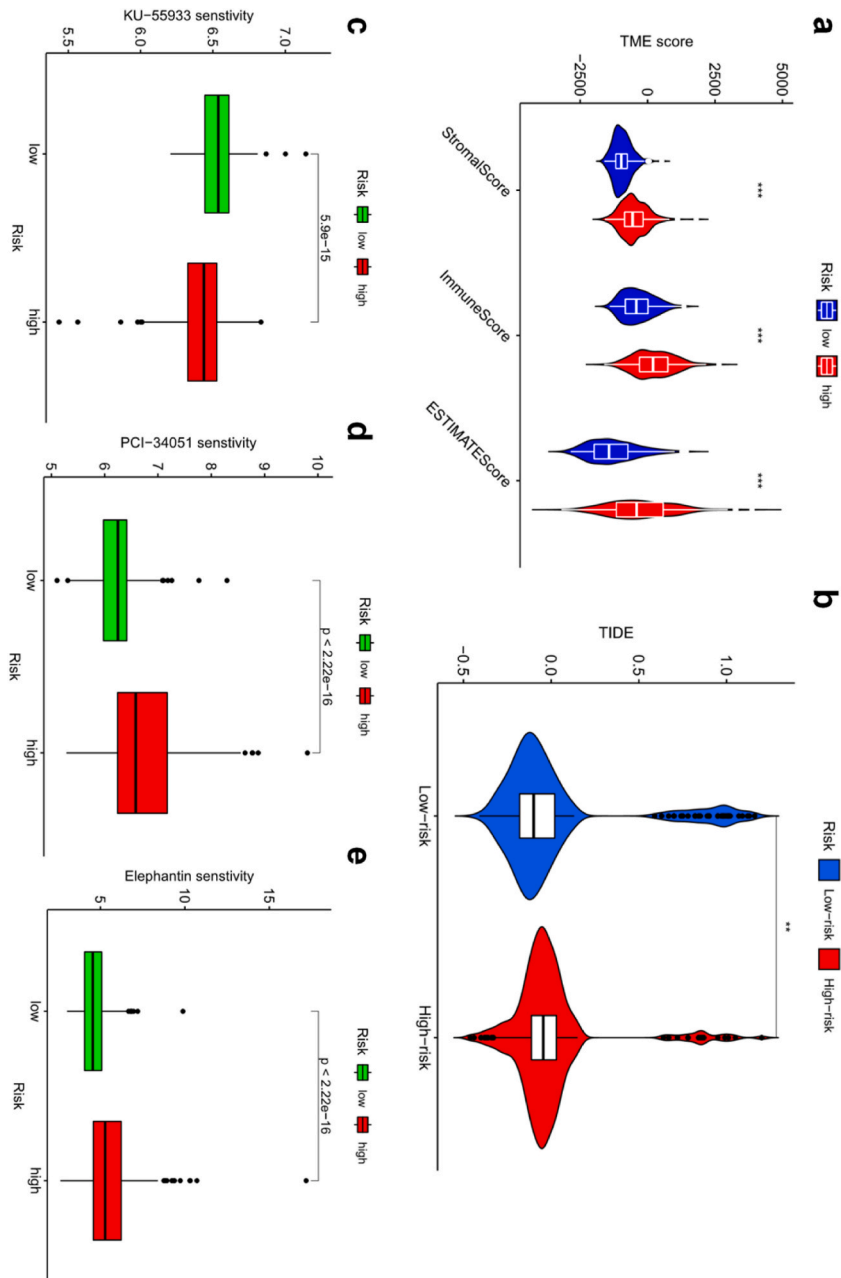 a
Risk low high
TME score
5000
2500
0
−2500
***
***
***
StromalScore
ImmuneScore
ESTIMATEScore
b
Risk Low−risk High−risk
TIDE
1.0
0.5
0.0
−0.5
**
Low−risk
High−risk
c
Risk low high
KU−55933 senstivity
7.0
6.5
6.0
5.5
5.9e−15
low
high
Risk
d
Risk low high
PCI−34051 senstivity
10
9
8
7
6
5
p < 2.22e−16
low
high
Risk
e
Risk low high
Elephantin senstivity
15
10
5
p < 2.22e−16
low
high
Risk